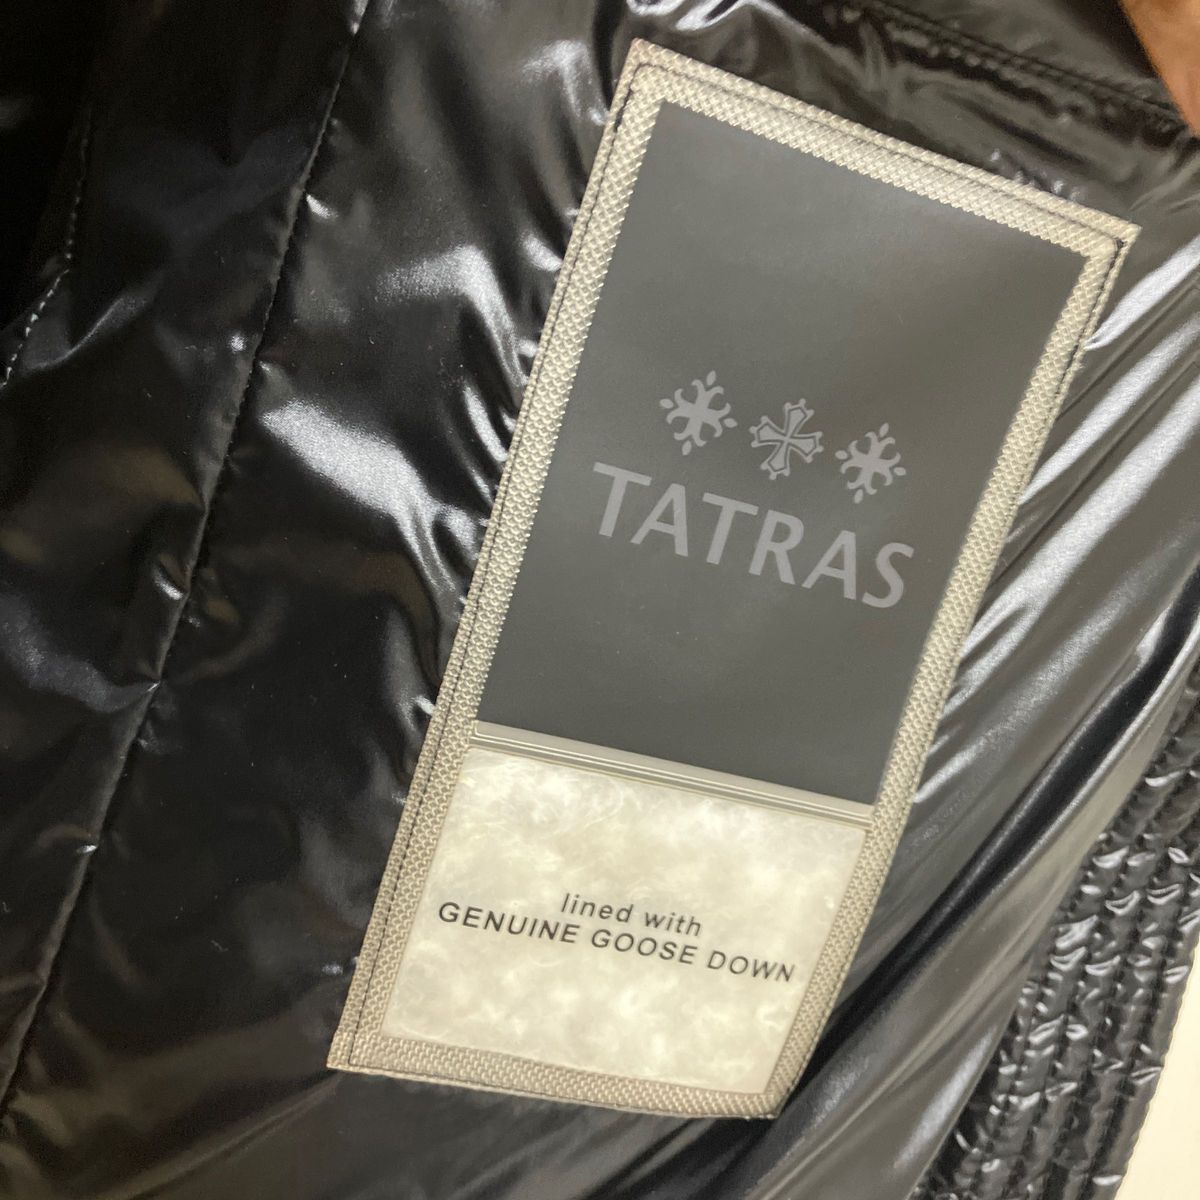 TATRAS
lined with
GENUINE GOOSE DOWN